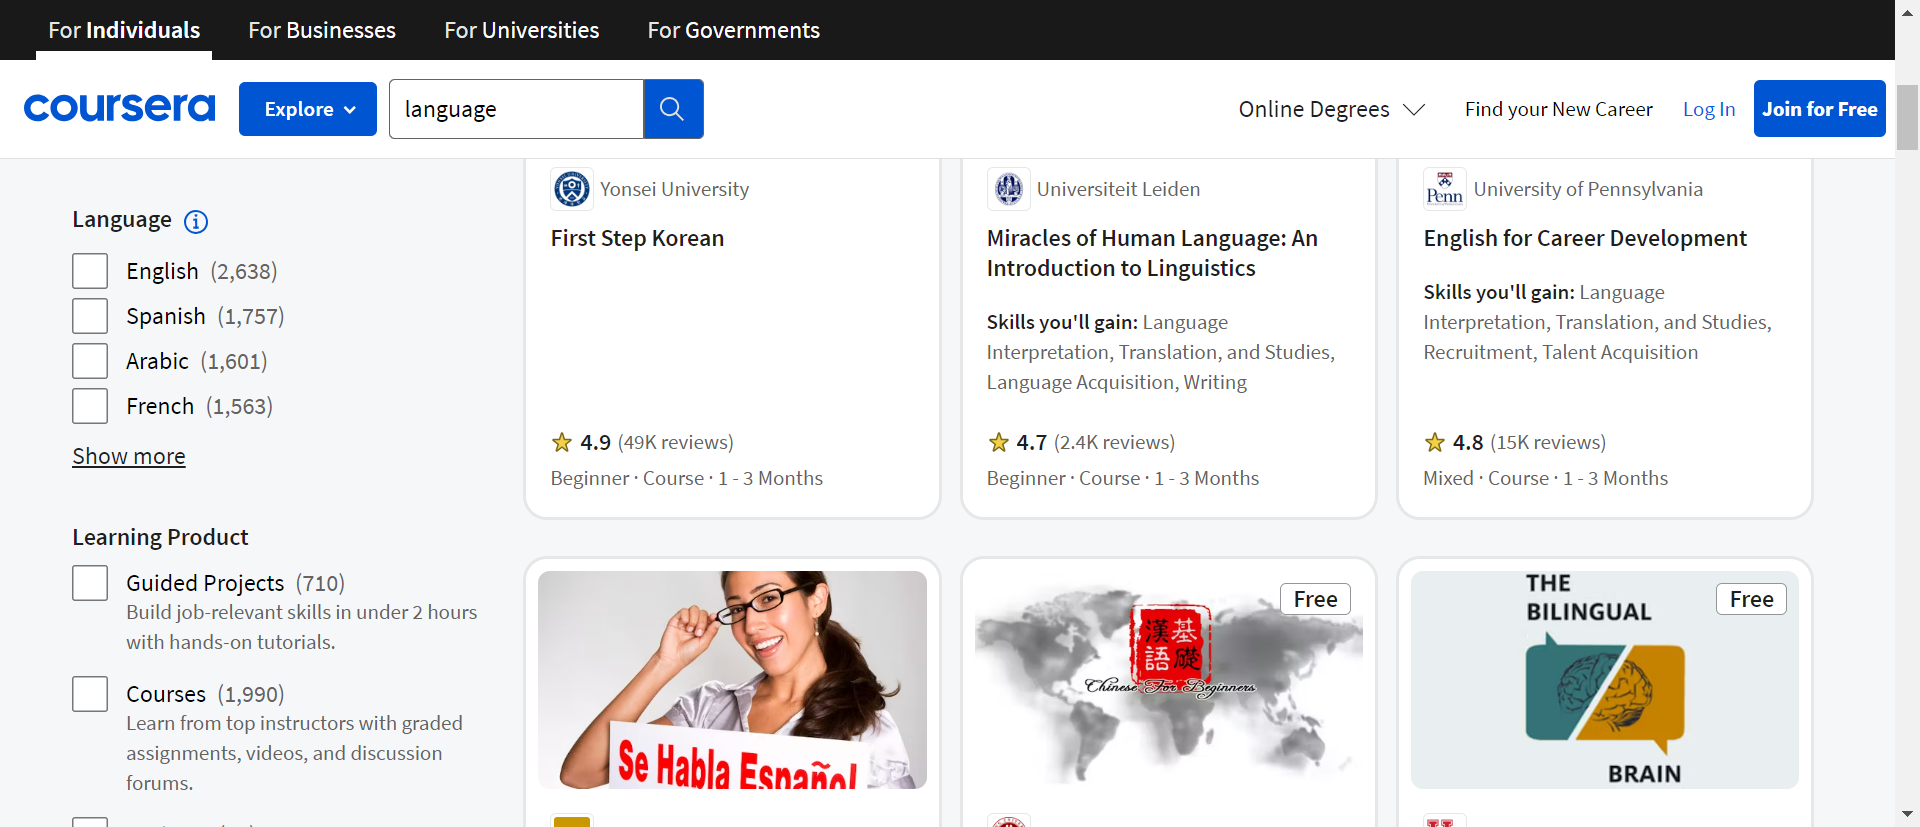 For Individuals
For Businesses
For Universities
For Governments
coursera
Explore
language
Online Degrees
Find your New Career
Log In
Join for Free
Language
English (2,638)
Spanish (1,757)
Arabic (1,601)
French (1,563)
Show more
Learning Product
Guided Projects (710)
Build job-relevant skills in under 2 hours
with hands-on tutorials.
Courses (1,990)
Learn from top instructors with graded
assignments, videos, and discussion
forums.
Yonsei University
First Step Korean
4.9 (49K reviews)
Beginner · Course · 1 - 3 Months
Universiteit Leiden
Miracles of Human Language: An
Introduction to Linguistics
Skills you'll gain: Language
Interpretation, Translation, and Studies,
Language Acquisition, Writing
4.7 (2.4K reviews)
Beginner · Course · 1 - 3 Months
Penn
University of Pennsylvania
English for Career Development
Skills you'll gain: Language
Interpretation, Translation, and Studies,
Recruitment, Talent Acquisition
4.8 (15K reviews)
Mixed · Course · 1 - 3 Months
Se Habla Español
Free
漢基
語礎
Chinese For Beginners
Free
THE
BILINGUAL
BRAIN